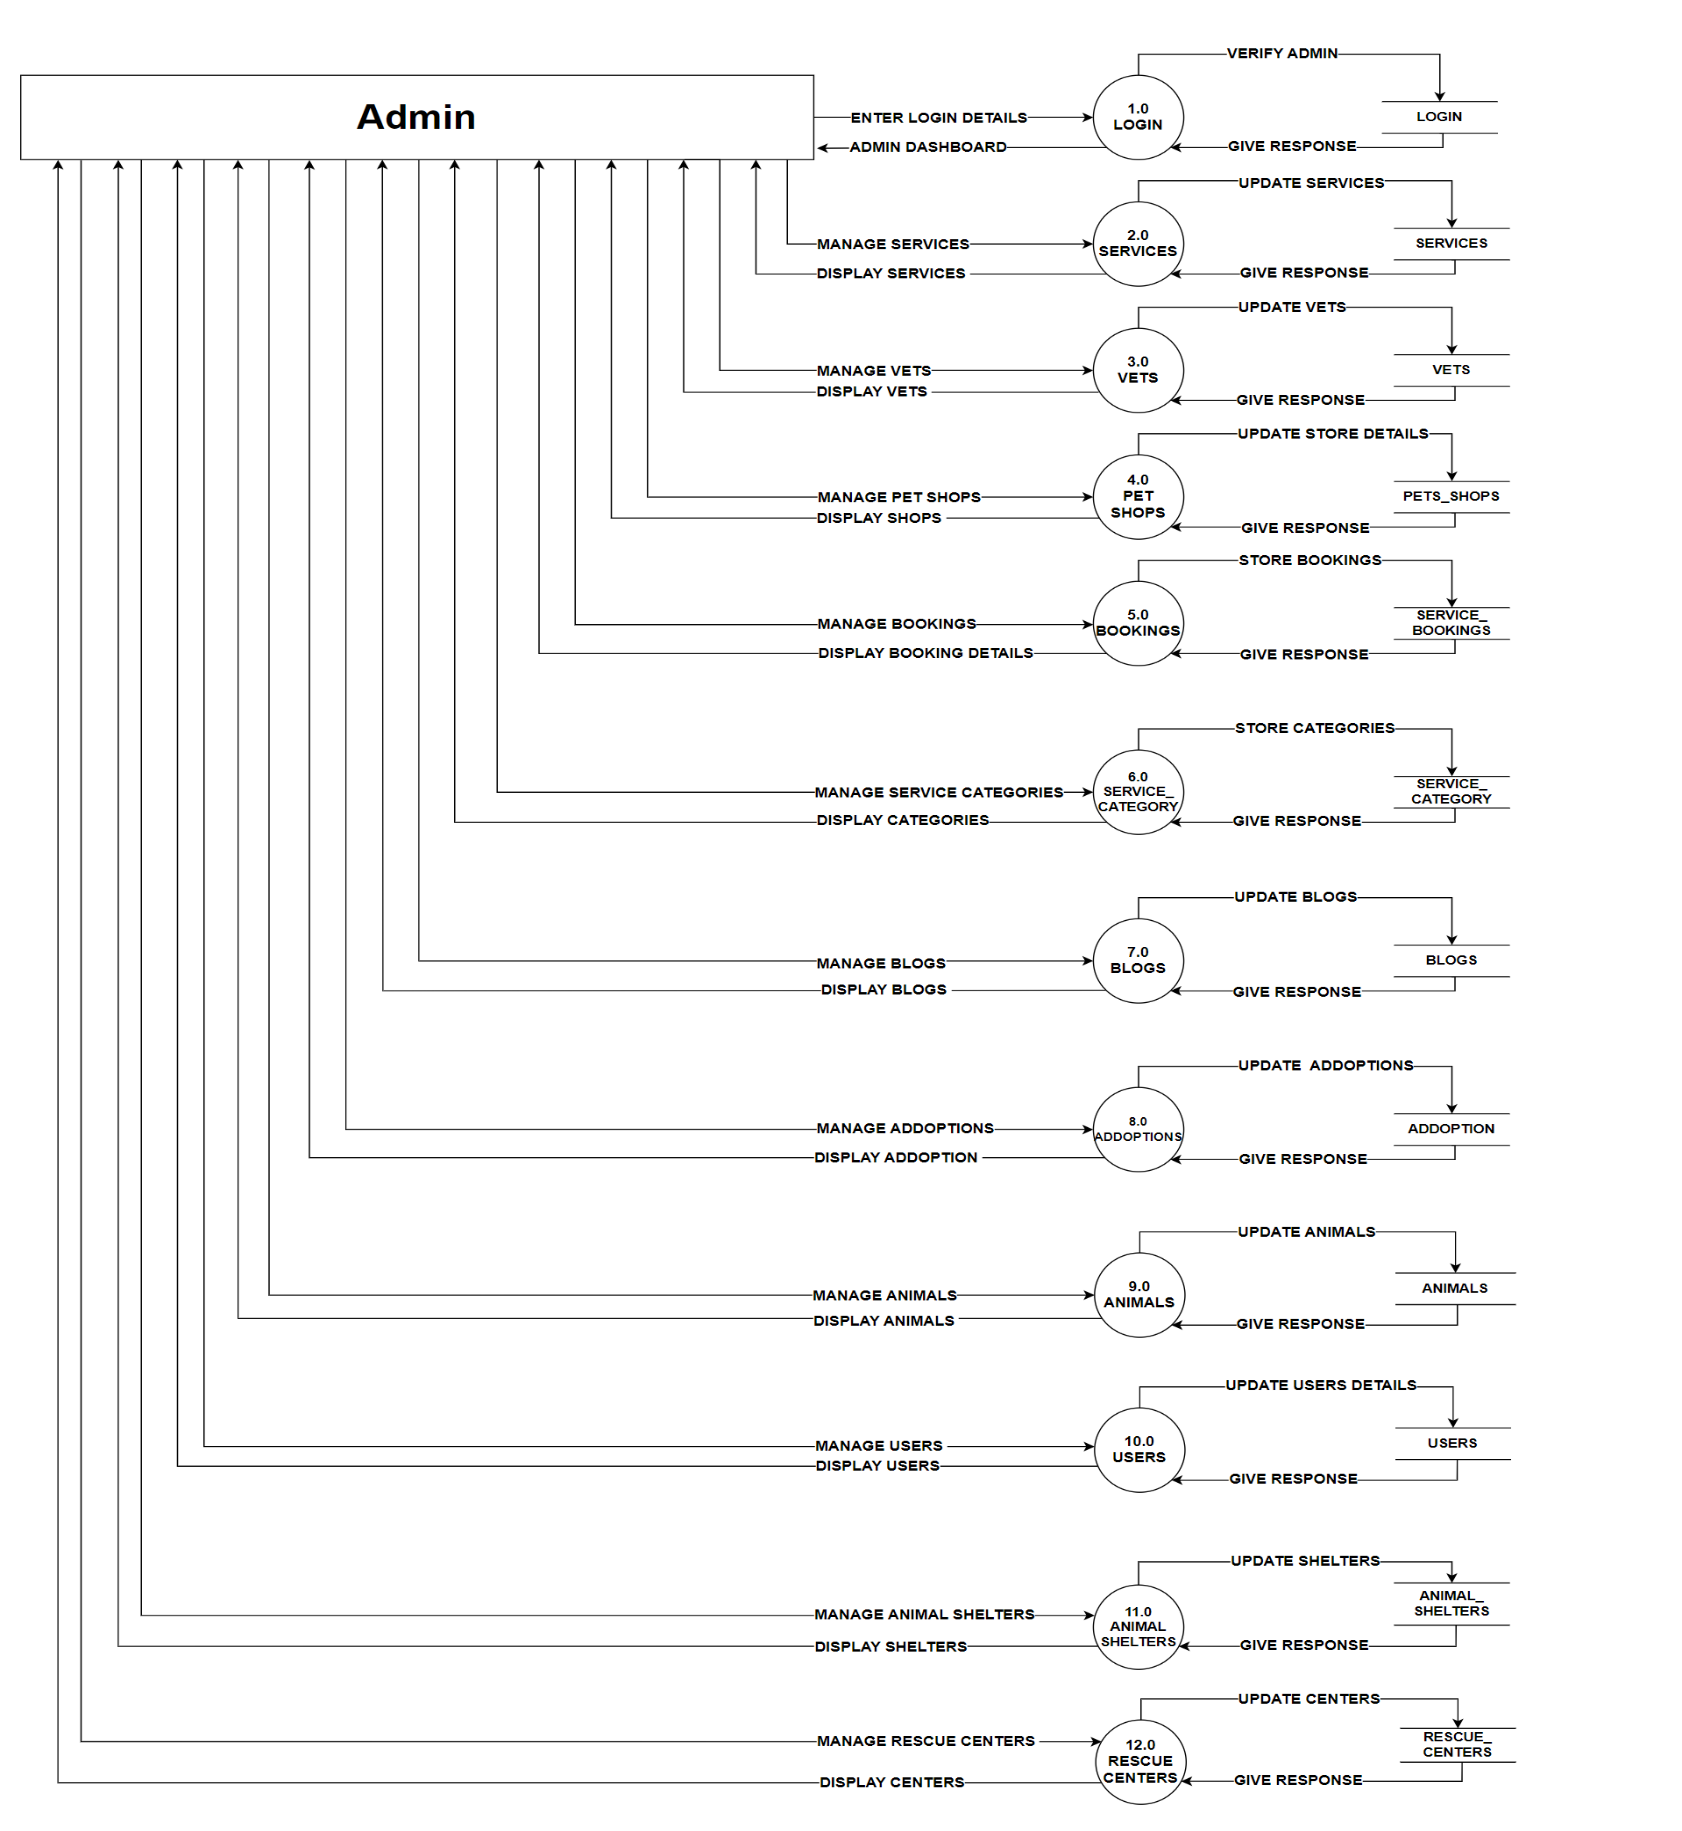 VERIFY ADMIN
Admin
ENTER LOGIN DETAILS
1.0
LOGIN
LOGIN
ADMIN DASHBOARD
GIVE RESPONSE
UPDATE SERVICES
MANAGE SERVICES
2.0
SERVICES
SERVICES
DISPLAY SERVICES
GIVE RESPONSE
UPDATE VETS
MANAGE VETS
3.0
VETS
VETS
DISPLAY VETS
GIVE RESPONSE
UPDATE STORE DETAILS
MANAGE PET SHOPS
4.0
PET
SHOPS
PETS_SHOPS
DISPLAY SHOPS
GIVE RESPONSE
STORE BOOKINGS
MANAGE BOOKINGS
5.0
BOOKINGS
SERVICE_
BOOKINGS
DISPLAY BOOKING DETAILS
GIVE RESPONSE
STORE CATEGORIES
MANAGE SERVICE CATEGORIES
6.0
SERVICE_
CATEGORY
SERVICE_
CATEGORY
DISPLAY CATEGORIES
GIVE RESPONSE
UPDATE BLOGS
MANAGE BLOGS
7.0
BLOGS
BLOGS
DISPLAY BLOGS
GIVE RESPONSE
UPDATE ADDOPTIONS
MANAGE ADDOPTIONS
8.0
ADDOPTIONS
ADDOPTION
DISPLAY ADDOPTION
GIVE RESPONSE
UPDATE ANIMALS
MANAGE ANIMALS
9.0
ANIMALS
ANIMALS
DISPLAY ANIMALS
GIVE RESPONSE
UPDATE USERS DETAILS
MANAGE USERS
10.0
USERS
USERS
DISPLAY USERS
GIVE RESPONSE
UPDATE SHELTERS
MANAGE ANIMAL SHELTERS
11.0
ANIMAL
SHELTERS
ANIMAL_
SHELTERS
DISPLAY SHELTERS
GIVE RESPONSE
UPDATE CENTERS
MANAGE RESCUE CENTERS
12.0
RESCUE
CENTERS
RESCUE_
CENTERS
DISPLAY CENTERS
GIVE RESPONSE